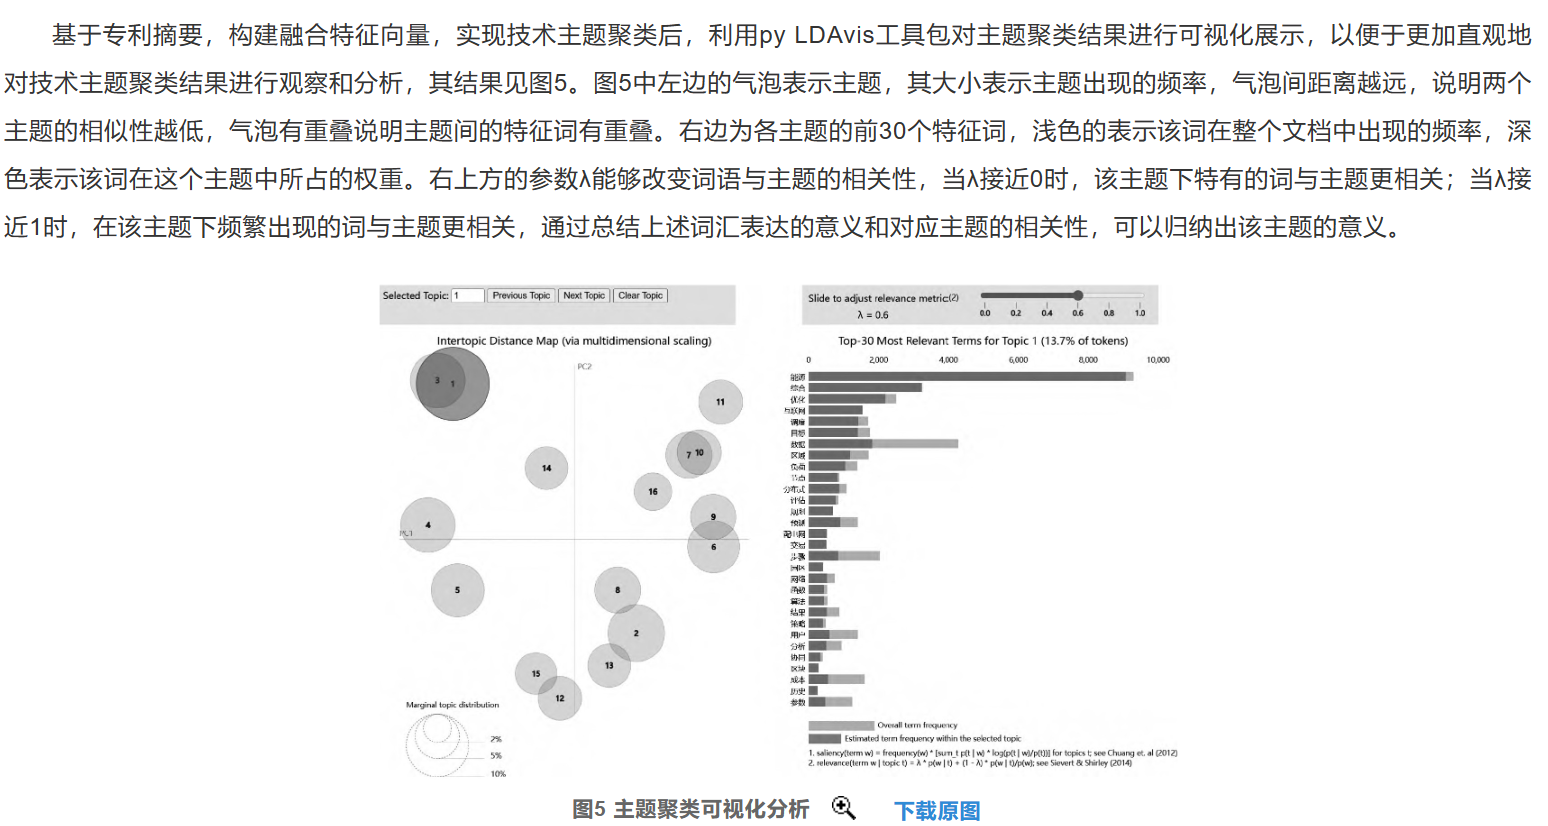 基于专利摘要，构建融合特征向量，实现技术主题聚类后，利用py LDAvis工具包对主题聚类结果进行可视化展示，以便于更加直观地
对技术主题聚类结果进行观察和分析，其结果见图5。图5中左边的气泡表示主题，其大小表示主题出现的频率，气泡间距离越远，说明两个
主题的相似性越低，气泡有重叠说明主题间的特征词有重叠。右边为各主题的前30个特征词，浅色的表示该词在整个文档中出现的频率，深
色表示该词在这个主题中所占的权重。右上方的参数λ能够改变词语与主题的相关性，当λ接近0时，该主题下特有的词与主题更相关；当λ接
近1时，在该主题下频繁出现的词与主题更相关，通过总结上述词汇表达的意义和对应主题的相关性，可以归纳出该主题的意义。
Selected Topic: 1 Previous Topic Next Topic Clear Topic
Slide to adjust relevance metric:(2)
λ = 0.6
0.0 0.2 0.4 0.6 0.8 1.0
Intertopic Distance Map (via multidimensional scaling)
PC2
3 1
11
7 10
14
16
9
4
PC1
6
5
8
2
13
15
12
Marginal topic distribution
2%
5%
10%
Top-30 Most Relevant Terms for Topic 1 (13.7% of tokens)
0 2,000 4,000 6,000 8,000 10,000
能源
综合
优化
互联网
调度
目标
数据
区域
负荷
节点
分布式
评估
预测
交易
步骤
园区
网络
函数
算法
结果
策略
用户
分析
协同
区块
成本
历史
参数
Overall term frequency
Estimated term frequency within the selected topic
1. saliency(term w) = frequency(w) * [sum_t p(t | w) * log(p(t | w)/p(t))] for topics t; see Chuang et. al (2012)
2. relevance(term w | topic t) = λ * p(w | t) + (1 - λ) * p(w | t)/p(w); see Sievert & Shirley (2014)
图5 主题聚类可视化分析
下载原图